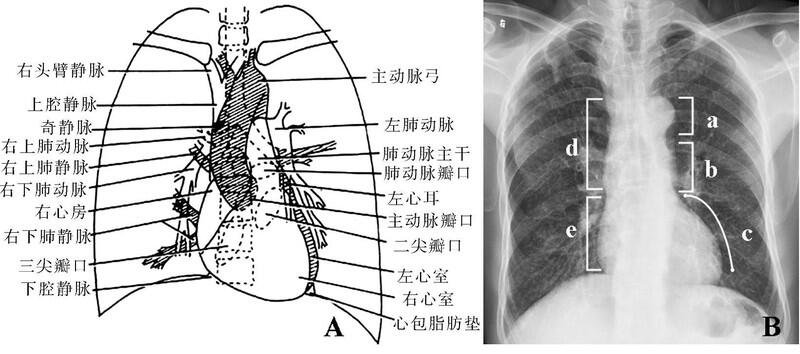 右头臂静脉
上腔静脉
奇静脉
右上肺动脉
右上肺静脉
右下肺动脉
右心房
右下肺静脉
三尖瓣口
下腔静脉
主动脉弓
左肺动脉
肺动脉主干
肺动脉瓣口
左心耳
主动脉瓣口
二尖瓣口
左心室
右心室
心包脂肪垫
A
a
b
c
d
e
B